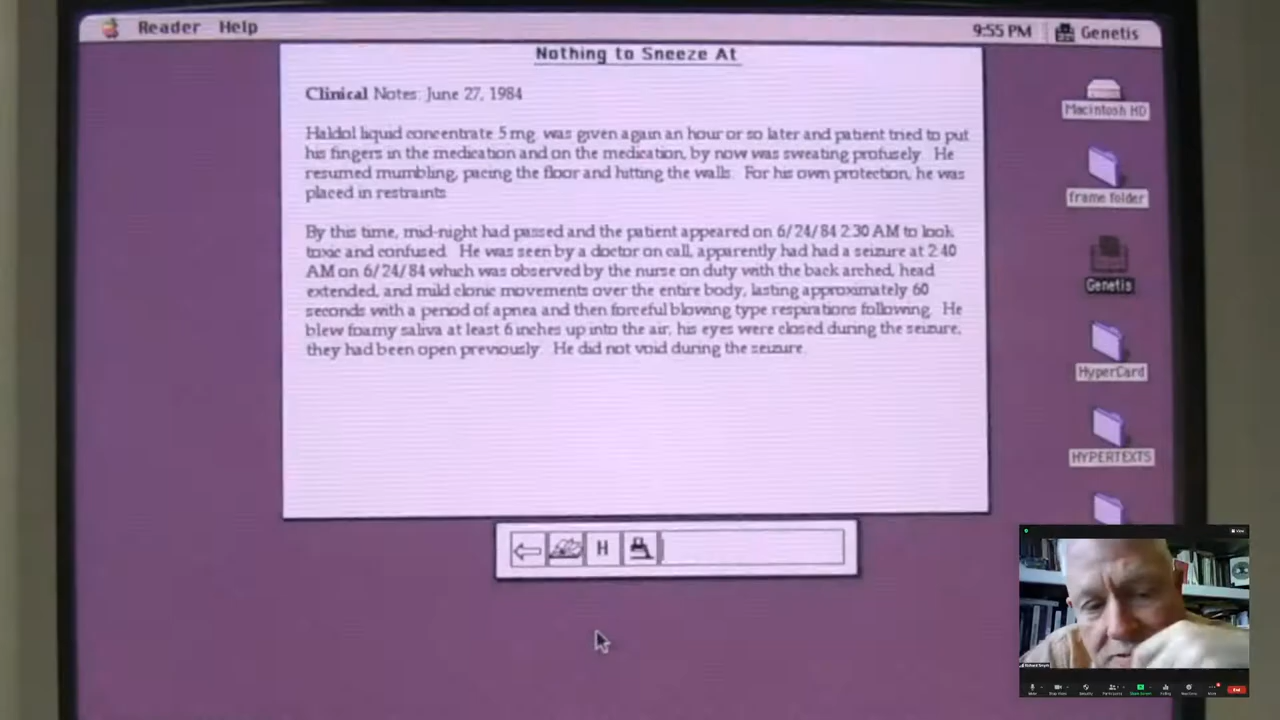 Reader Help 9:55 PM Genetis
Nothing to Sneeze At
Clinical Notes: June 27, 1984
Haldol liquid concentrate 5 mg. was given again an hour or so later and patient tried to put
his fingers in the medication and on the medication, by now was sweating profusely. He
resumed mumbling, pacing the floor and hitting the walls. For his own protection, he was
placed in restraints.
By this time, mid-night had passed and the patient appeared on 6/24/84 2:30 AM to look
toxic and confused. He was seen by a doctor on call, apparently had had a seizure at 2:40
AM on 6/24/84 which was observed by the nurse on duty with the back arched, head
extended, and mild clonic movements over the entire body, lasting approximately 60
seconds with a period of apnea and then forceful blowing type respirations following. He
blew foamy saliva at least 6 inches up into the air, his eyes were closed during the seizure,
they had been open previously. He did not void during the seizure.
H
Macintosh HD
frame folder
Genetis
HyperCard
HYPERTEXTS
View
End